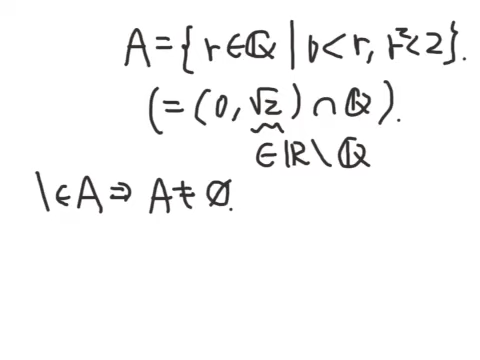 A={r∈ℚ|0<r, r²<2}.
(=(0,√2)∩ℚ).
∈ℝ\ℚ
1∈A⇒A≠∅.